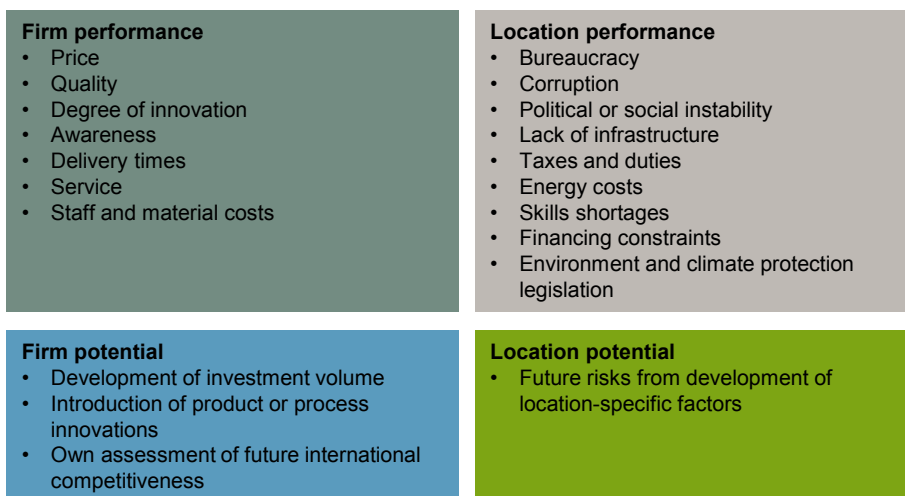 Firm performance
• Price
• Quality
• Degree of innovation
• Awareness
• Delivery times
• Service
• Staff and material costs
Location performance
• Bureaucracy
• Corruption
• Political or social instability
• Lack of infrastructure
• Taxes and duties
• Energy costs
• Skills shortages
• Financing constraints
• Environment and climate protection
legislation
Firm potential
• Development of investment volume
• Introduction of product or process
innovations
• Own assessment of future international
competitiveness
Location potential
• Future risks from development of
location-specific factors